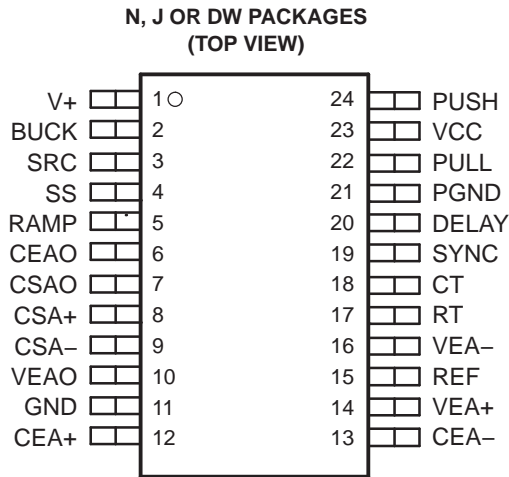 N, J OR DW PACKAGES
(TOP VIEW)
V+ 1 24 PUSH
BUCK 2 23 VCC
SRC 3 22 PULL
SS 4 21 PGND
RAMP 5 20 DELAY
CEAO 6 19 SYNC
CSAO 7 18 CT
CSA+ 8 17 RT
CSA− 9 16 VEA−
VEAO 10 15 REF
GND 11 14 VEA+
CEA+ 12 13 CEA−